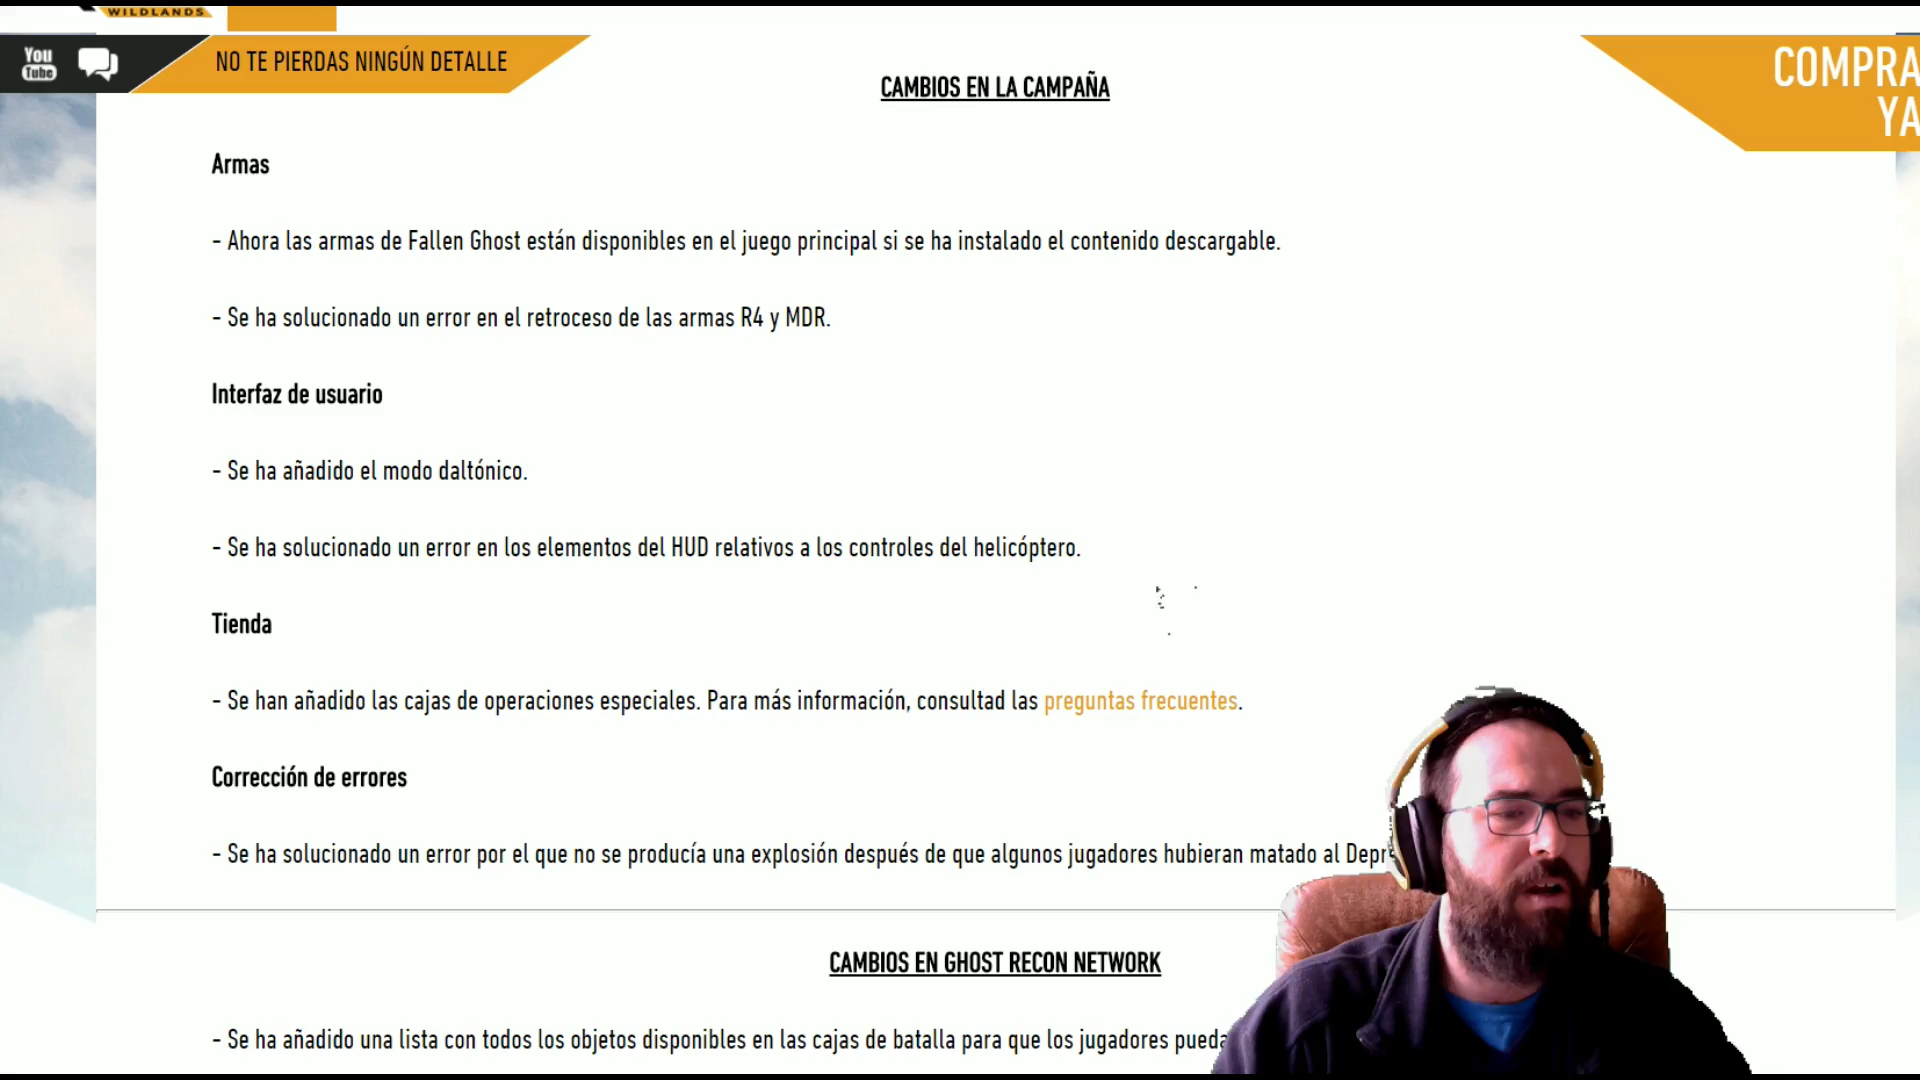 WILDLANDS
You
Tube
NO TE PIERDAS NINGÚN DETALLE
COMPRA
YA
CAMBIOS EN LA CAMPAÑA
Armas
- Ahora las armas de Fallen Ghost están disponibles en el juego principal si se ha instalado el contenido descargable.
- Se ha solucionado un error en el retroceso de las armas R4 y MDR.
Interfaz de usuario
- Se ha añadido el modo daltónico.
- Se ha solucionado un error en los elementos del HUD relativos a los controles del helicóptero.
Tienda
- Se han añadido las cajas de operaciones especiales. Para más información, consultad las preguntas frecuentes.
Corrección de errores
- Se ha solucionado un error por el que no se producía una explosión después de que algunos jugadores hubieran matado al
CAMBIOS EN GHOST RECON NETWORK
- Se ha añadido una lista con todos los objetos disponibles en las cajas de batalla para que los jugadores